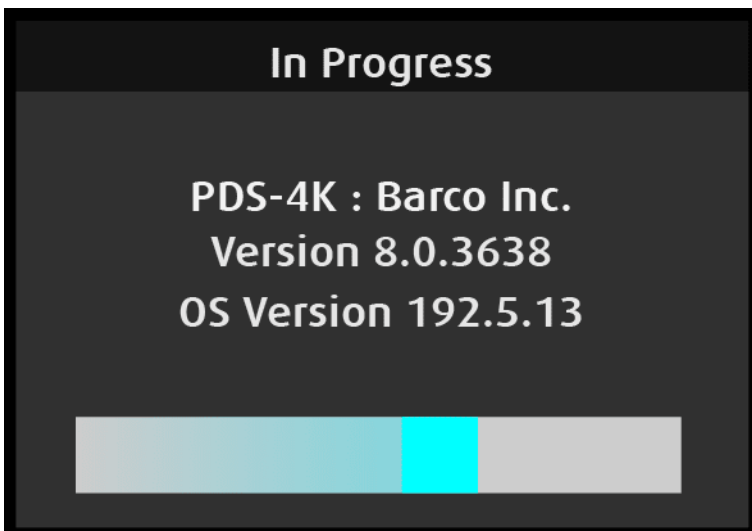 In Progress
PDS-4K : Barco Inc.
Version 8.0.3638
OS Version 192.5.13